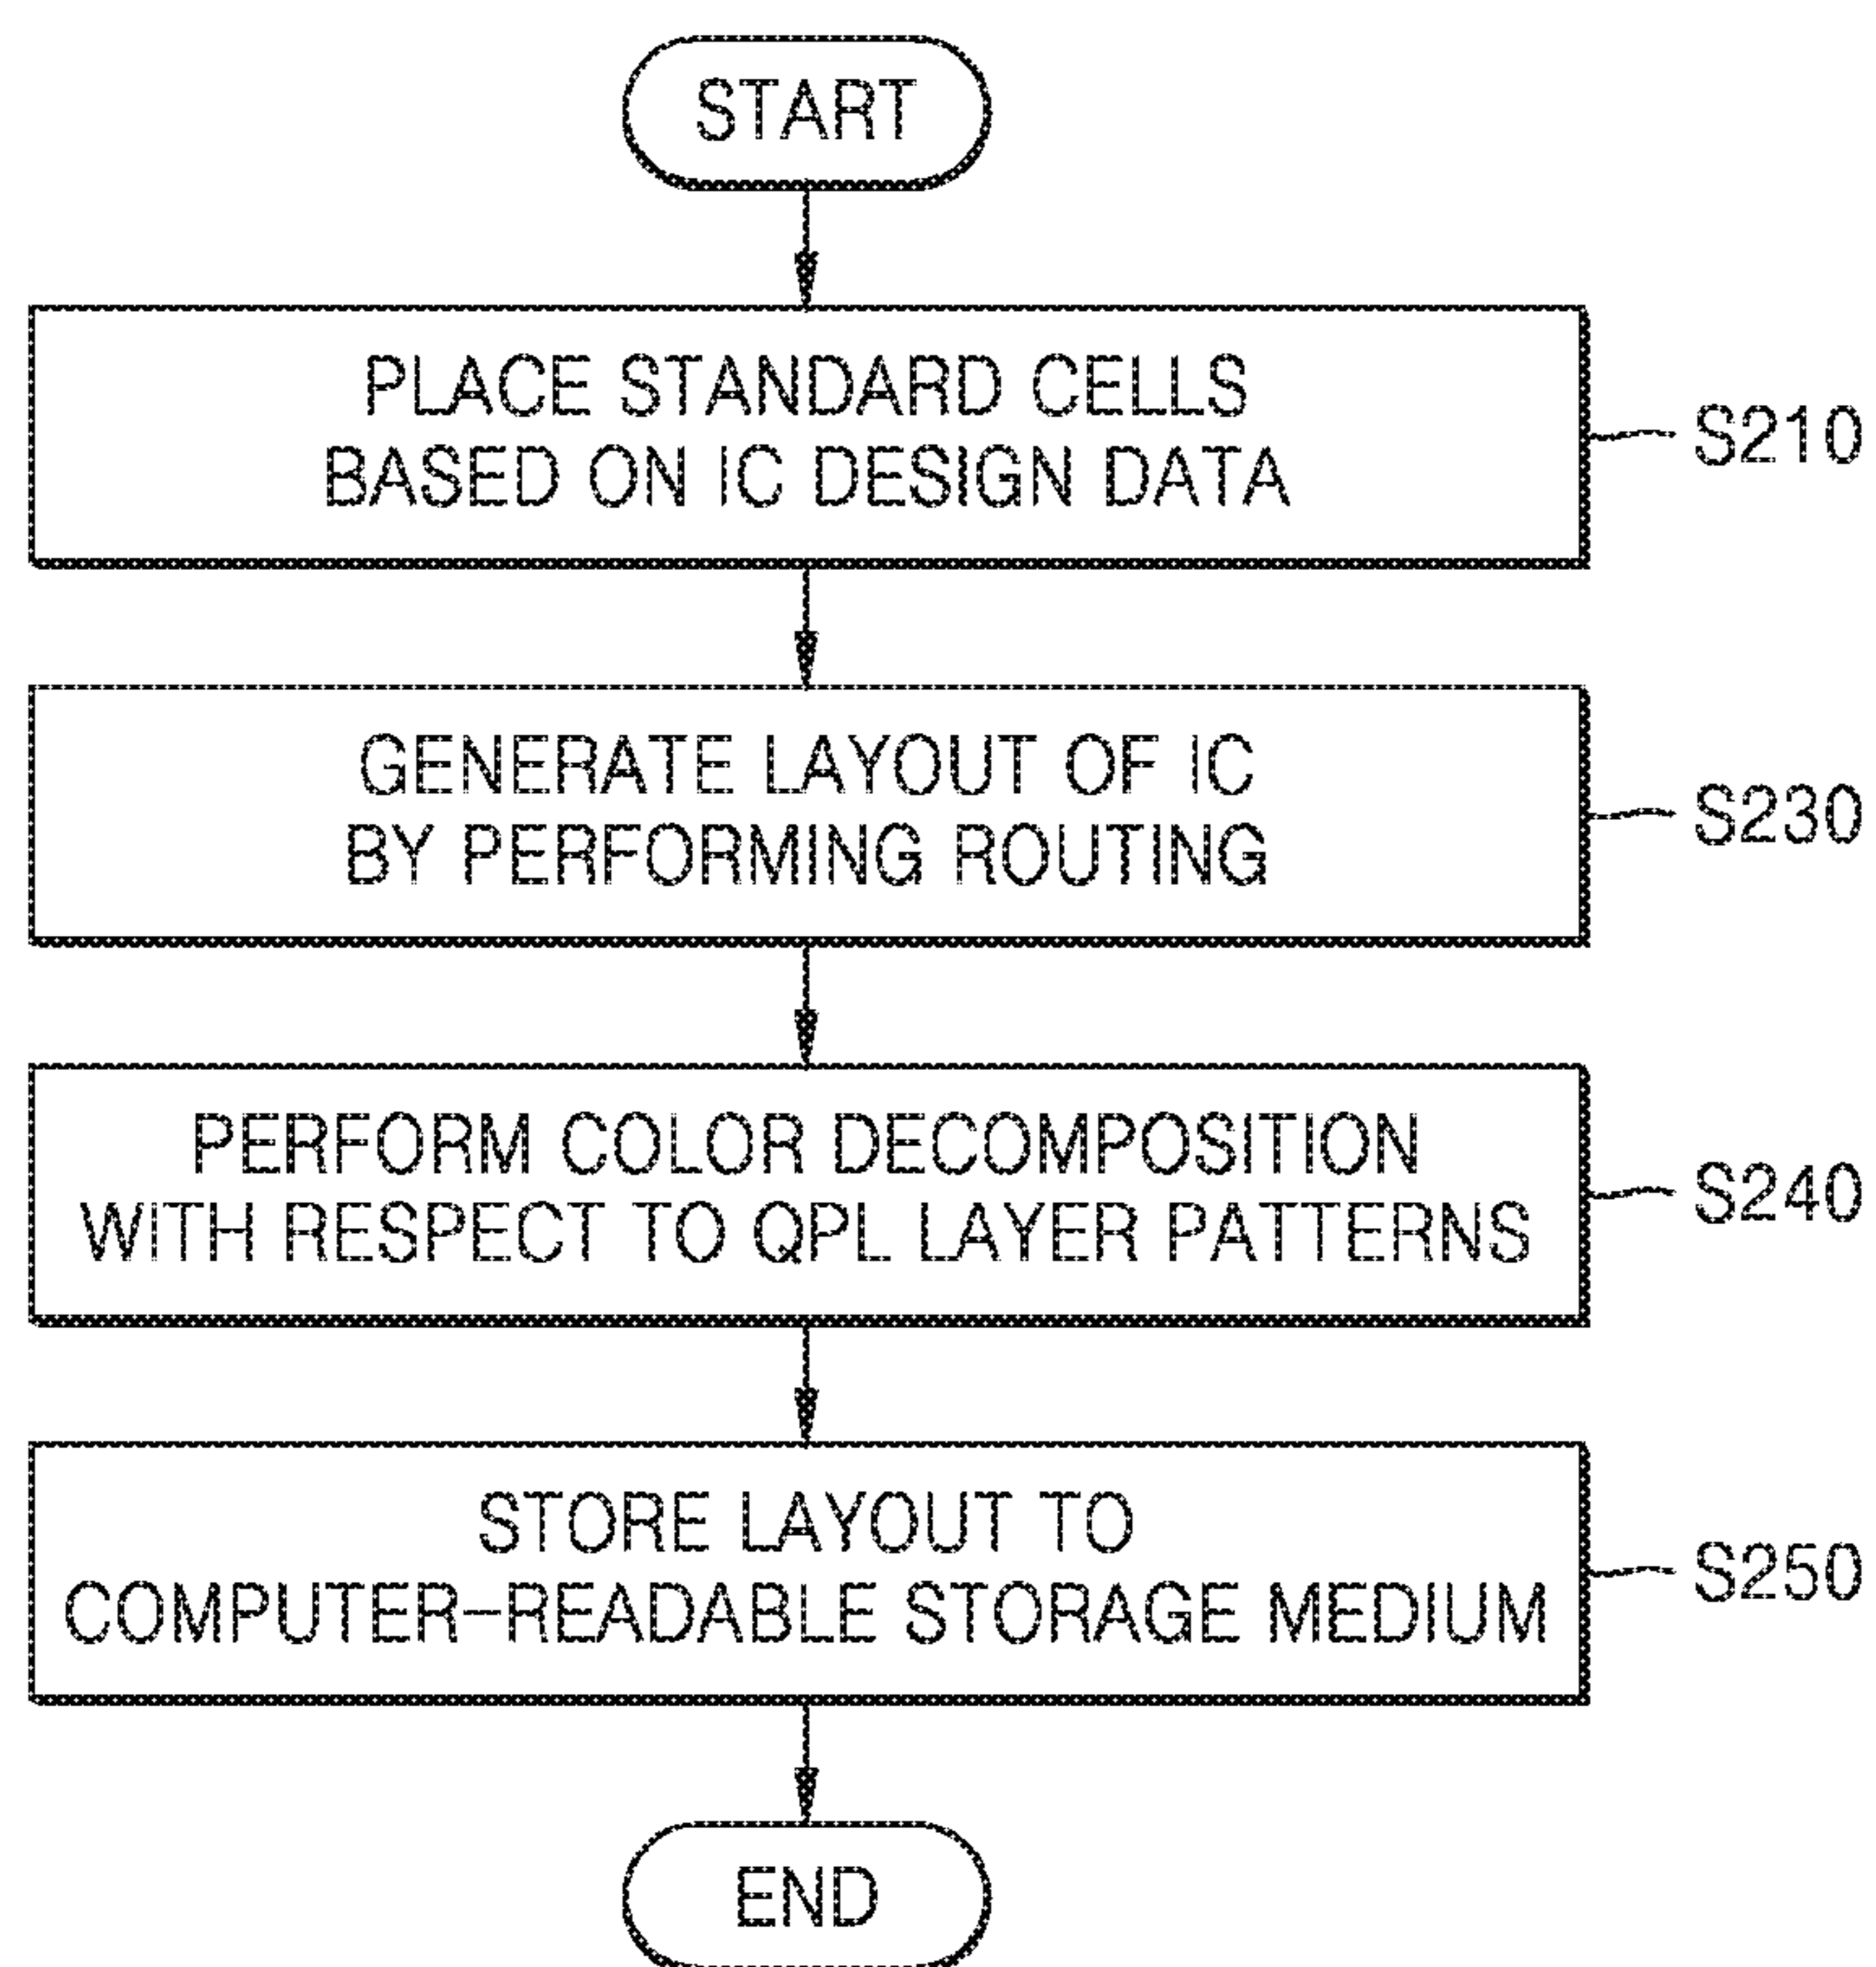 START
PLACE STANDARD CELLS
BASED ON IC DESIGN DATA
S210
GENERATE LAYOUT OF IC
BY PERFORMING ROUTING
S230
PERFORM COLOR DECOMPOSITION
WITH RESPECT TO QPL LAYER PATTERNS
S240
STORE LAYOUT TO
COMPUTER-READABLE STORAGE MEDIUM
S250
END